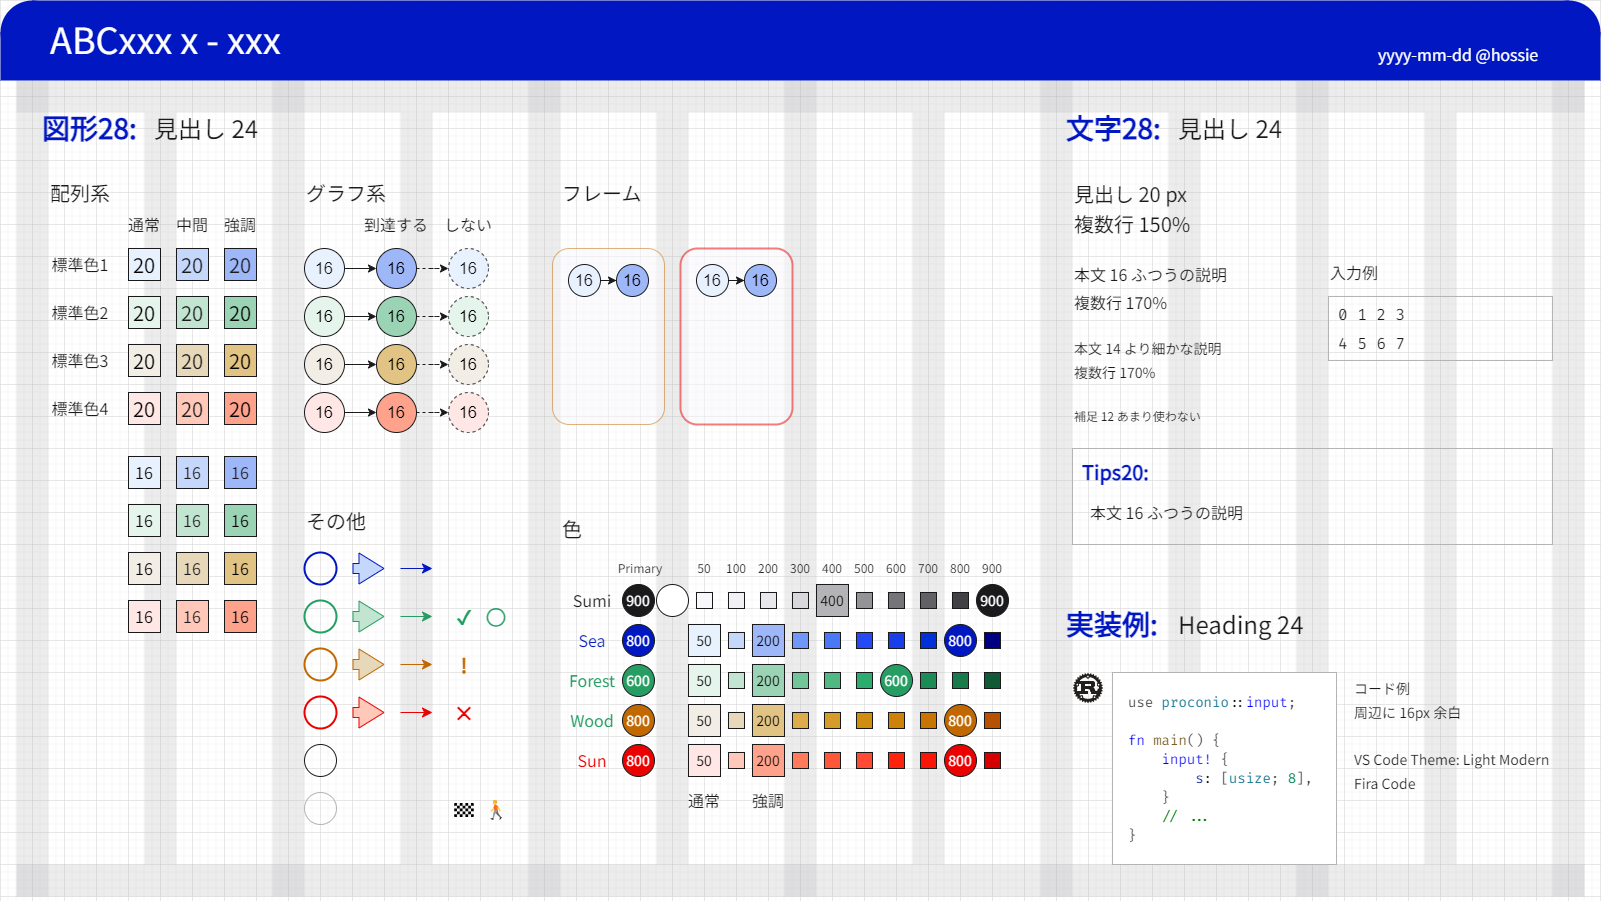 ABCxxx x - xxx
yyyy-mm-dd @hossie
図形28: 見出し 24
配列系
通常 中間 強調
標準色1 20 20 20
標準色2 20 20 20
標準色3 20 20 20
標準色4 20 20 20
16 16 16
16 16 16
16 16 16
16 16 16
グラフ系
到達する しない
16 16 16
16 16 16
16 16 16
16 16 16
フレーム
16 16
16 16
その他
!
色
Primary 50 100 200 300 400 500 600 700 800 900
Sumi 900 400 900
Sea 800 50 200 800
Forest 600 50 200 600
Wood 800 50 200 800
Sun 800 50 200 800
通常 強調
文字28: 見出し 24
見出し 20 px
複数行 150%
本文 16 ふつうの説明
複数行 170%
本文 14 より細かな説明
複数行 170%
補足 12 あまり使わない
入力例
0 1 2 3
4 5 6 7
Tips20:
本文 16 ふつうの説明
実装例: Heading 24
R
use proconio::input;
fn main() {
input! {
s: [usize; 8],
}
// ...
}
コード例
周辺に 16px 余白
VS Code Theme: Light Modern
Fira Code